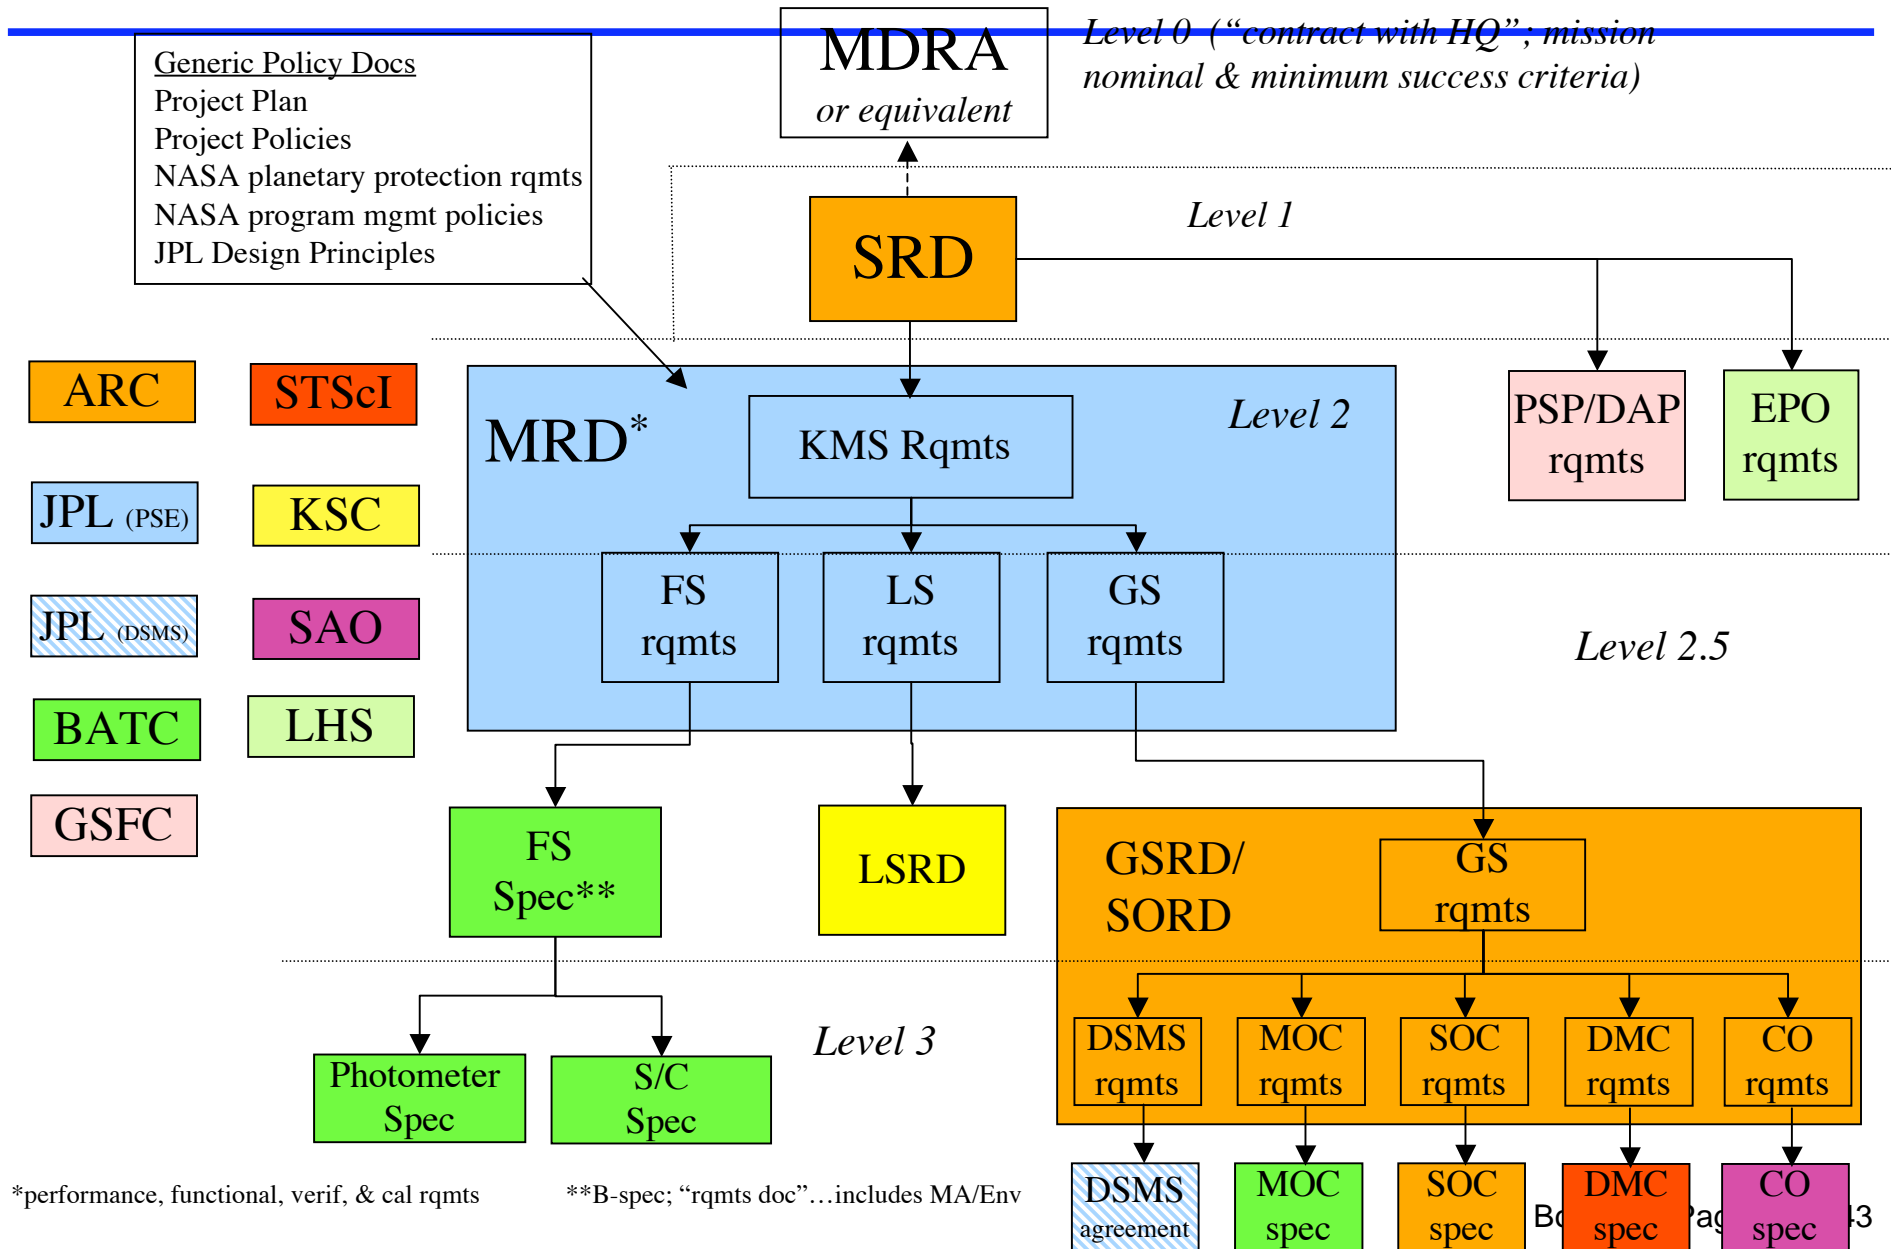 MDRA
or equivalent
Level 0 (“contract with HQ”; mission
nominal & minimum success criteria)
Generic Policy Docs
Project Plan
Project Policies
NASA planetary protection rqmts
NASA program mgmt policies
JPL Design Principles
SRD
Level 1
ARC
STScI
JPL (PSE)
KSC
JPL (DSMS)
SAO
BATC
LHS
GSFC
MRD*
KMS Rqmts
Level 2
PSP/DAP
rqmts
EPO
rqmts
FS
rqmts
LS
rqmts
GS
rqmts
Level 2.5
FS
Spec**
LSRD
GSRD/
SORD
GS
rqmts
Level 3
Photometer
Spec
S/C
Spec
DSMS
rqmts
MOC
rqmts
SOC
rqmts
DMC
rqmts
CO
rqmts
DSMS
agreement
MOC
spec
SOC
spec
DMC
spec
CO
spec
*performance, functional, verif, & cal rqmts
**B-spec; “rqmts doc”…includes MA/Env